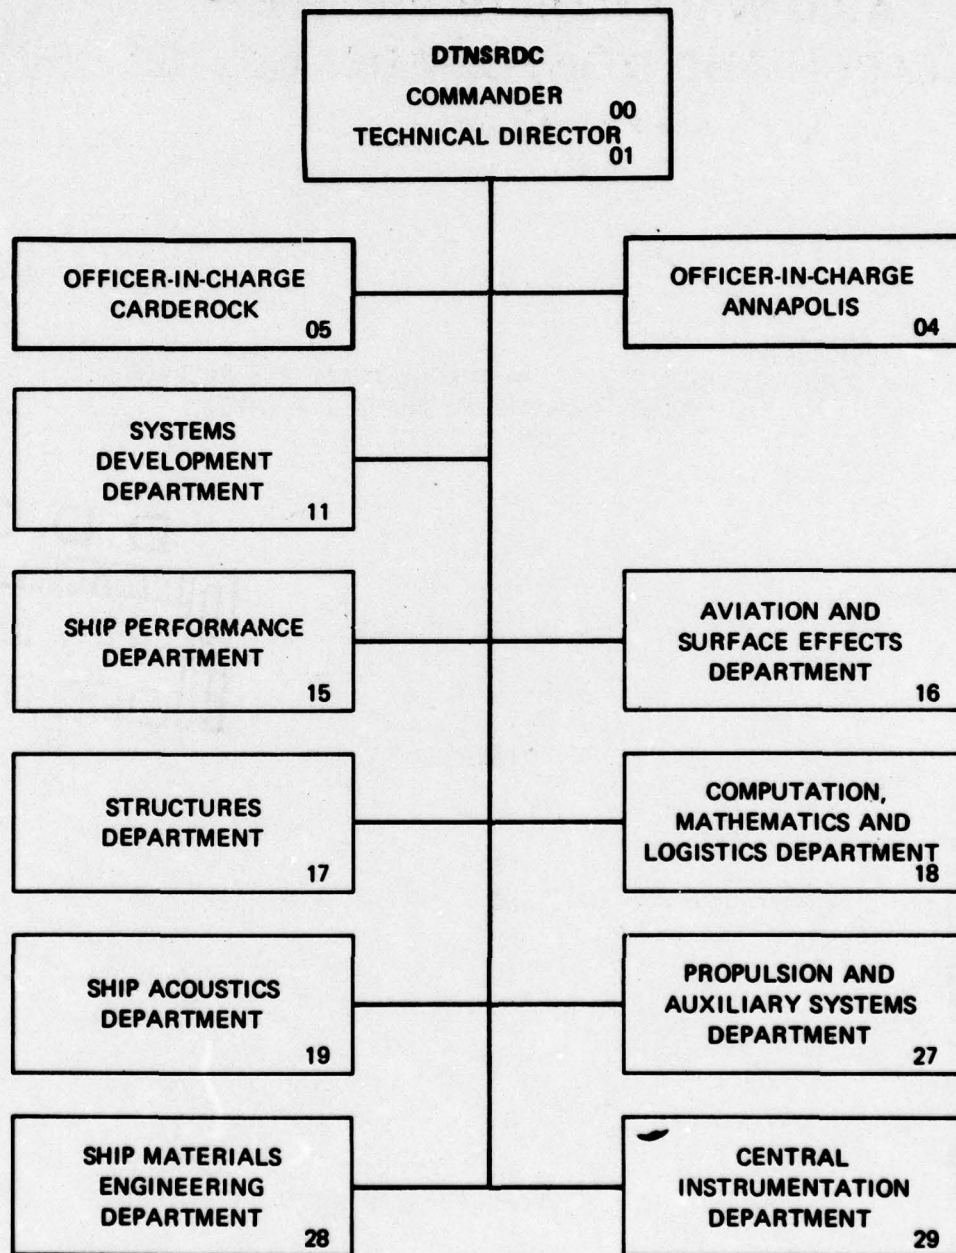 DTNSRDC
COMMANDER 00
TECHNICAL DIRECTOR 01
OFFICER-IN-CHARGE
CARDEROCK
05
OFFICER-IN-CHARGE
ANNAPOLIS
04
SYSTEMS
DEVELOPMENT
DEPARTMENT
11
SHIP PERFORMANCE
DEPARTMENT
15
AVIATION AND
SURFACE EFFECTS
DEPARTMENT
16
STRUCTURES
DEPARTMENT
17
COMPUTATION,
MATHEMATICS AND
LOGISTICS DEPARTMENT
18
SHIP ACOUSTICS
DEPARTMENT
19
PROPULSION AND
AUXILIARY SYSTEMS
DEPARTMENT
27
SHIP MATERIALS
ENGINEERING
DEPARTMENT
28
CENTRAL
INSTRUMENTATION
DEPARTMENT
29